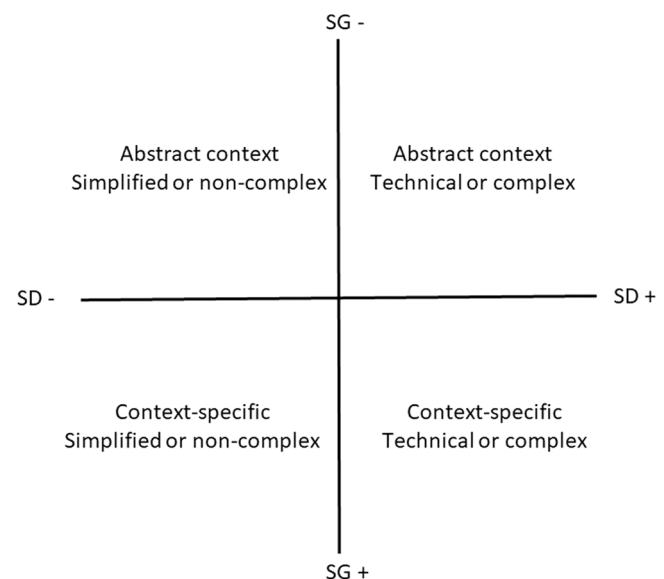 SG -
Abstract context
Simplified or non-complex
Abstract context
Technical or complex
SD -
SD +
Context-specific
Simplified or non-complex
Context-specific
Technical or complex
SG +